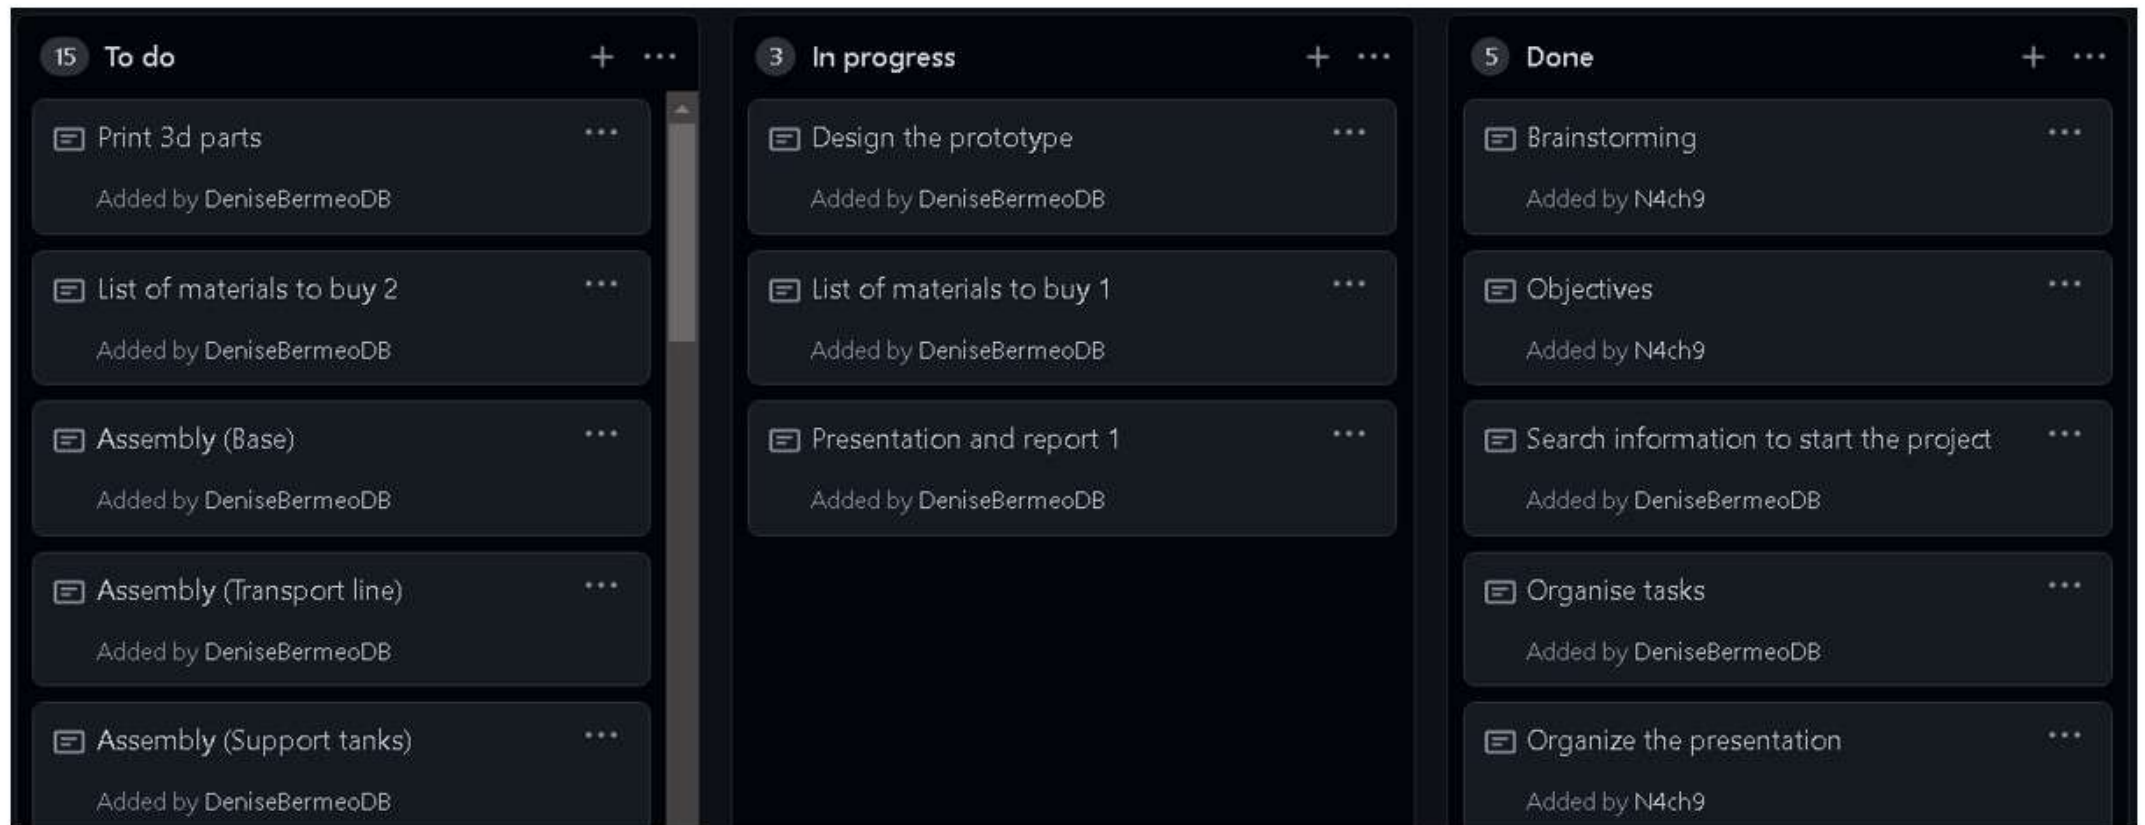 15 To do
Print 3d parts
Added by DeniseBermeoDB
List of materials to buy 2
Added by DeniseBermeoDB
Assembly (Base)
Added by DeniseBermeoDB
Assembly (Transport line)
Added by DeniseBermeoDB
Assembly (Support tanks)
Added by DeniseBermeoDB
3 In progress
Design the prototype
Added by DeniseBermeoDB
List of materials to buy 1
Added by DeniseBermeoDB
Presentation and report 1
Added by DeniseBermeoDB
5 Done
Brainstorming
Added by N4ch9
Objectives
Added by N4ch9
Search information to start the project
Added by DeniseBermeoDB
Organise tasks
Added by DeniseBermeoDB
Organize the presentation
Added by N4ch9